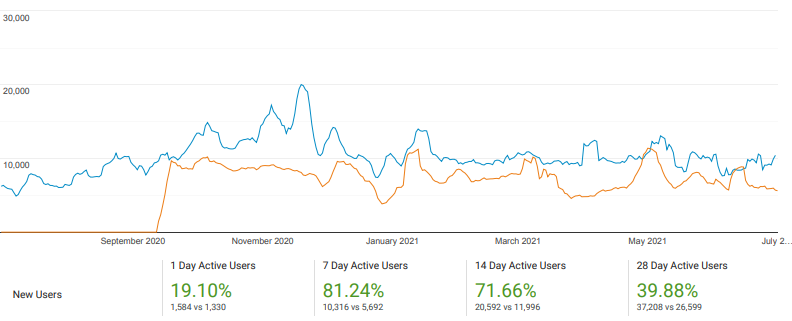 30,000
20,000
10,000
September 2020 November 2020 January 2021 March 2021 May 2021 July 2...
1 Day Active Users 7 Day Active Users 14 Day Active Users 28 Day Active Users
New Users 19.10% 81.24% 71.66% 39.88%
1,584 vs 1,330 10,316 vs 5,692 20,592 vs 11,996 37,208 vs 26,599